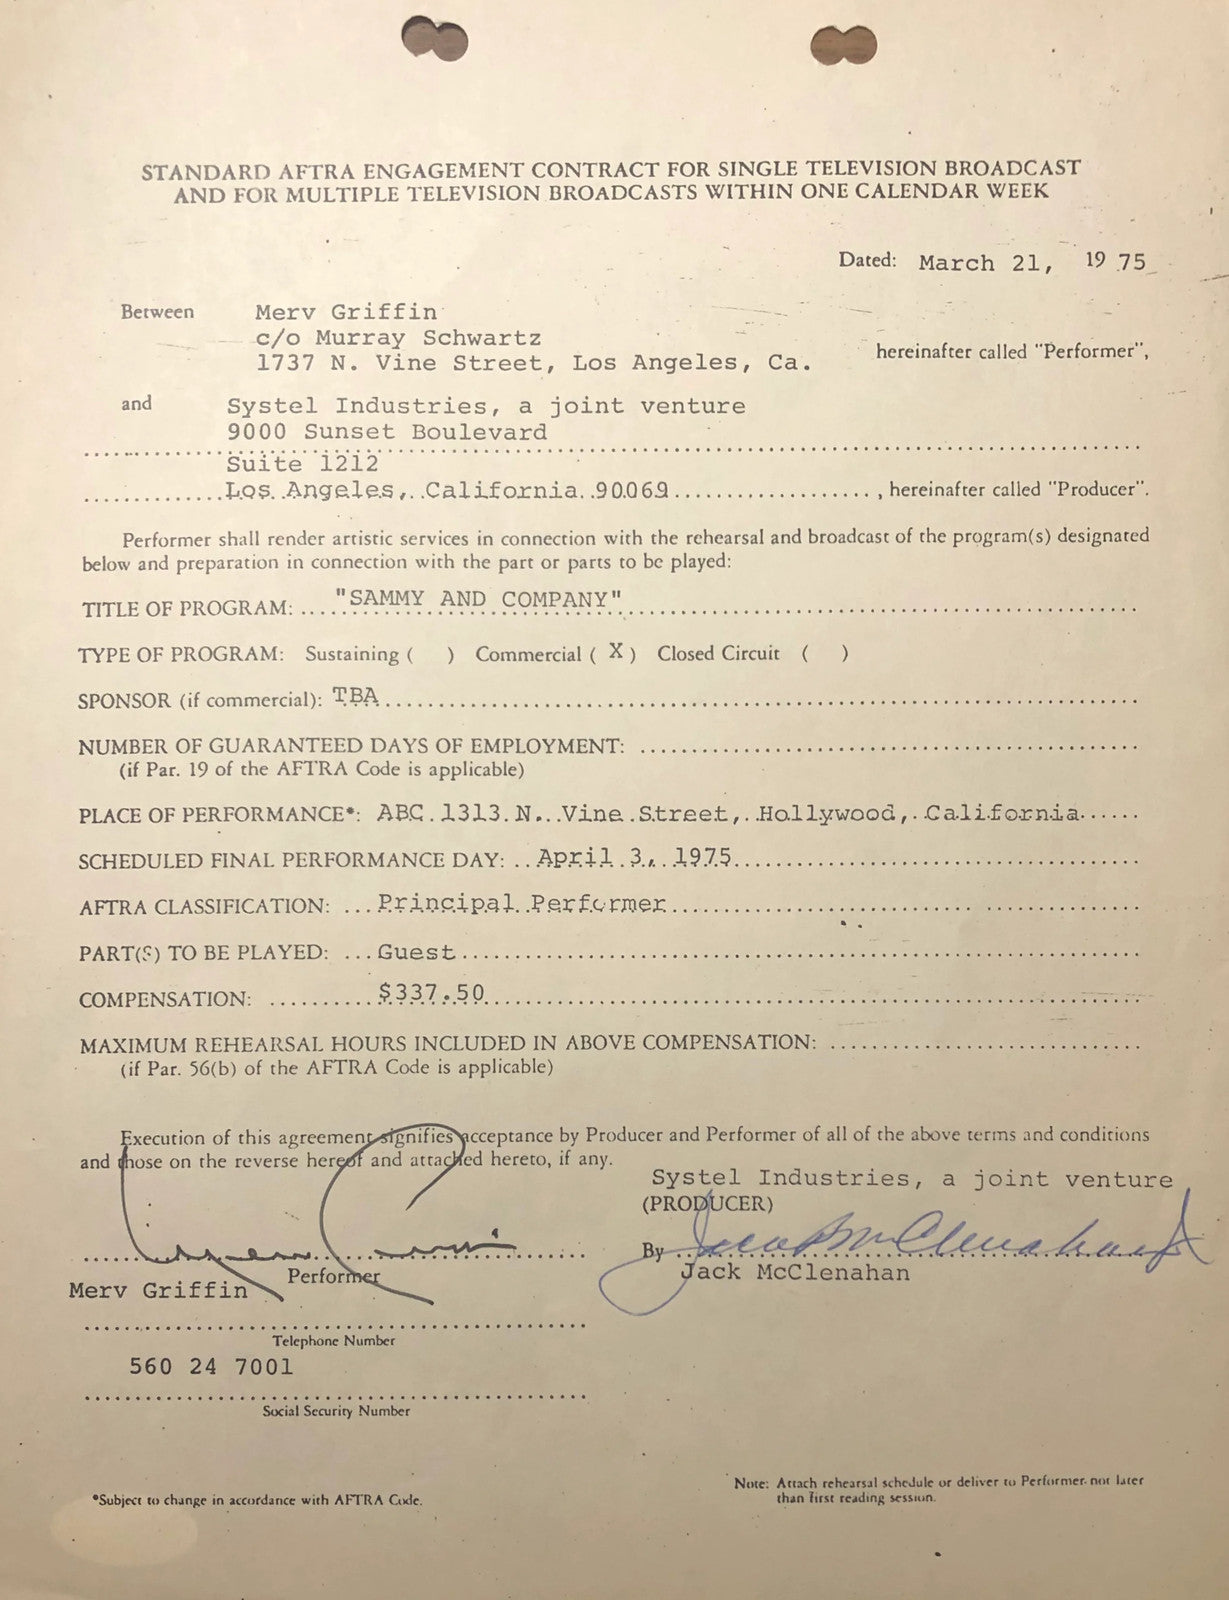 STANDARD AFTRA ENGAGEMENT CONTRACT FOR SINGLE TELEVISION BROADCAST
AND FOR MULTIPLE TELEVISION BROADCASTS WITHIN ONE CALENDAR WEEK
Dated: March 21, 19 75
Between Merv Griffin
c/o Murray Schwartz
1737 N. Vine Street, Los Angeles, Ca. hereinafter called "Performer",
and Systel Industries, a joint venture
9000 Sunset Boulevard
Suite 1212
Los Angeles, California 90069 , hereinafter called "Producer".
Performer shall render artistic services in connection with the rehearsal and broadcast of the program(s) designated
below and preparation in connection with the part or parts to be played:
TITLE OF PROGRAM: "SAMMY AND COMPANY"
TYPE OF PROGRAM: Sustaining ( ) Commercial ( X ) Closed Circuit ( )
SPONSOR (if commercial): TBA
NUMBER OF GUARANTEED DAYS OF EMPLOYMENT:
(if Par. 19 of the AFTRA Code is applicable)
PLACE OF PERFORMANCE*: ABC 1313 N. Vine Street, Hollywood, California
SCHEDULED FINAL PERFORMANCE DAY: April 3, 1975
AFTRA CLASSIFICATION: Principal Performer
PART(S) TO BE PLAYED: Guest
COMPENSATION: $337.50
MAXIMUM REHEARSAL HOURS INCLUDED IN ABOVE COMPENSATION:
(if Par. 56(b) of the AFTRA Code is applicable)
Execution of this agreement signifies acceptance by Producer and Performer of all of the above terms and conditions
and those on the reverse hereof and attached hereto, if any.
Systel Industries, a joint venture
(PRODUCER)
By Jack McClenahan
Performer Jack McClenahan
Merv Griffin
Telephone Number
560 24 7001
Social Security Number
Note: Attach rehearsal schedule or deliver to Performer not later
than first reading session.
*Subject to change in accordance with AFTRA Code.